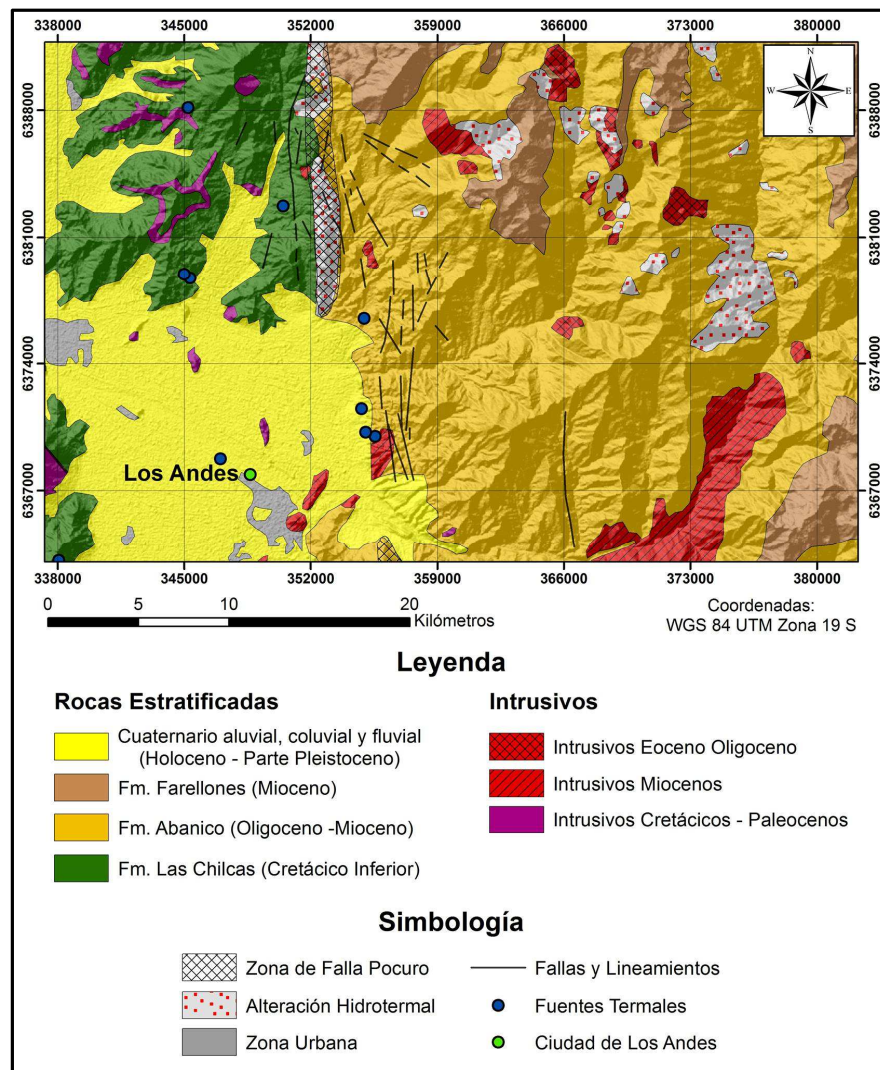 338000 345000 352000 359000 366000 373000 380000
N
W E
S
6388000 6388000
6381000 6381000
6374000 6374000
6367000 6367000
Los Andes
338000 345000 352000 359000 366000 373000 380000
0 5 10 20
Kilómetros
Coordenadas:
WGS 84 UTM Zona 19 S
Leyenda
Rocas Estratificadas
Cuaternario aluvial, coluvial y fluvial
(Holoceno - Parte Pleistoceno)
Fm. Farellones (Mioceno)
Fm. Abanico (Oligoceno -Mioceno)
Fm. Las Chilcas (Cretácico Inferior)
Intrusivos
Intrusivos Eoceno Oligoceno
Intrusivos Miocenos
Intrusivos Cretácicos - Paleocenos
Simbología
Zona de Falla Pocuro
Alteración Hidrotermal
Zona Urbana
Fallas y Lineamientos
Fuentes Termales
Ciudad de Los Andes